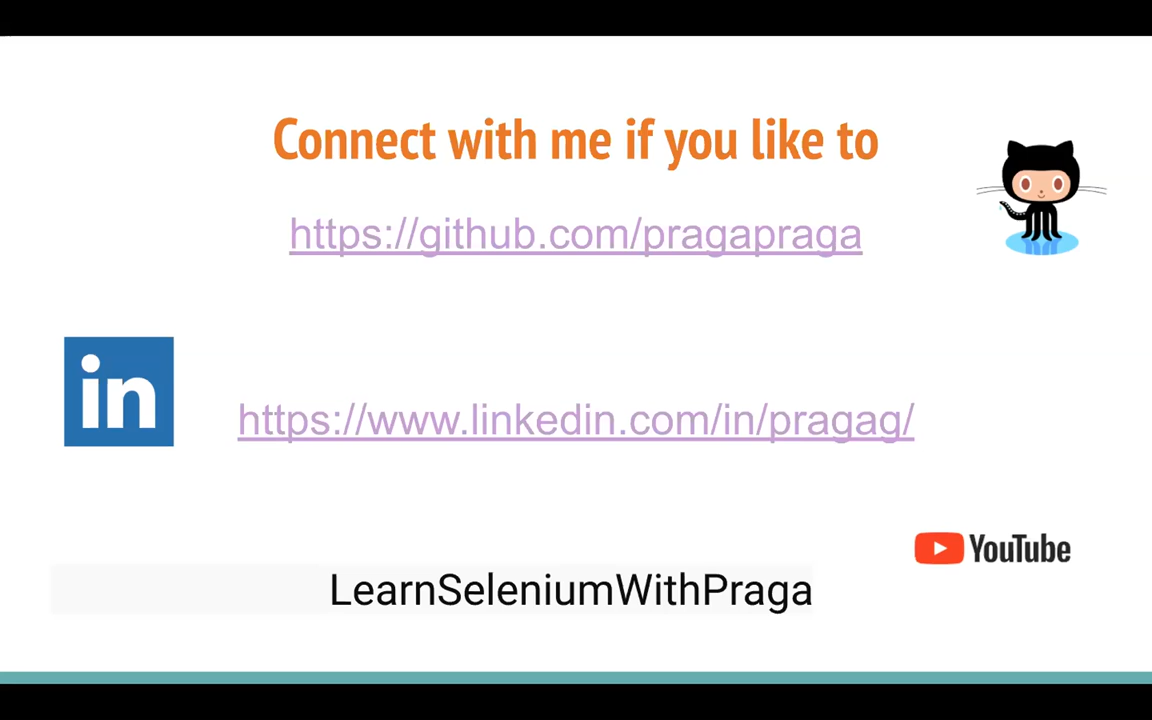 Connect with me if you like to
https://github.com/pragapraga
in
https://www.linkedin.com/in/pragag/
YouTube
LearnSeleniumWithPraga